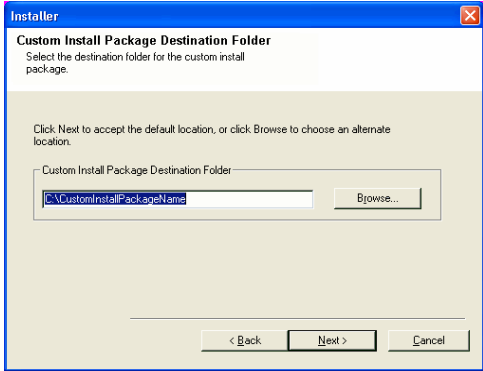 Installer
Custom Install Package Destination Folder
Select the destination folder for the custom install
package.
Click Next to accept the default location, or click Browse to choose an alternate
location.
Custom Install Package Destination Folder
C:\CustomInstallPackageName
Browse...
< Back
Next >
Cancel